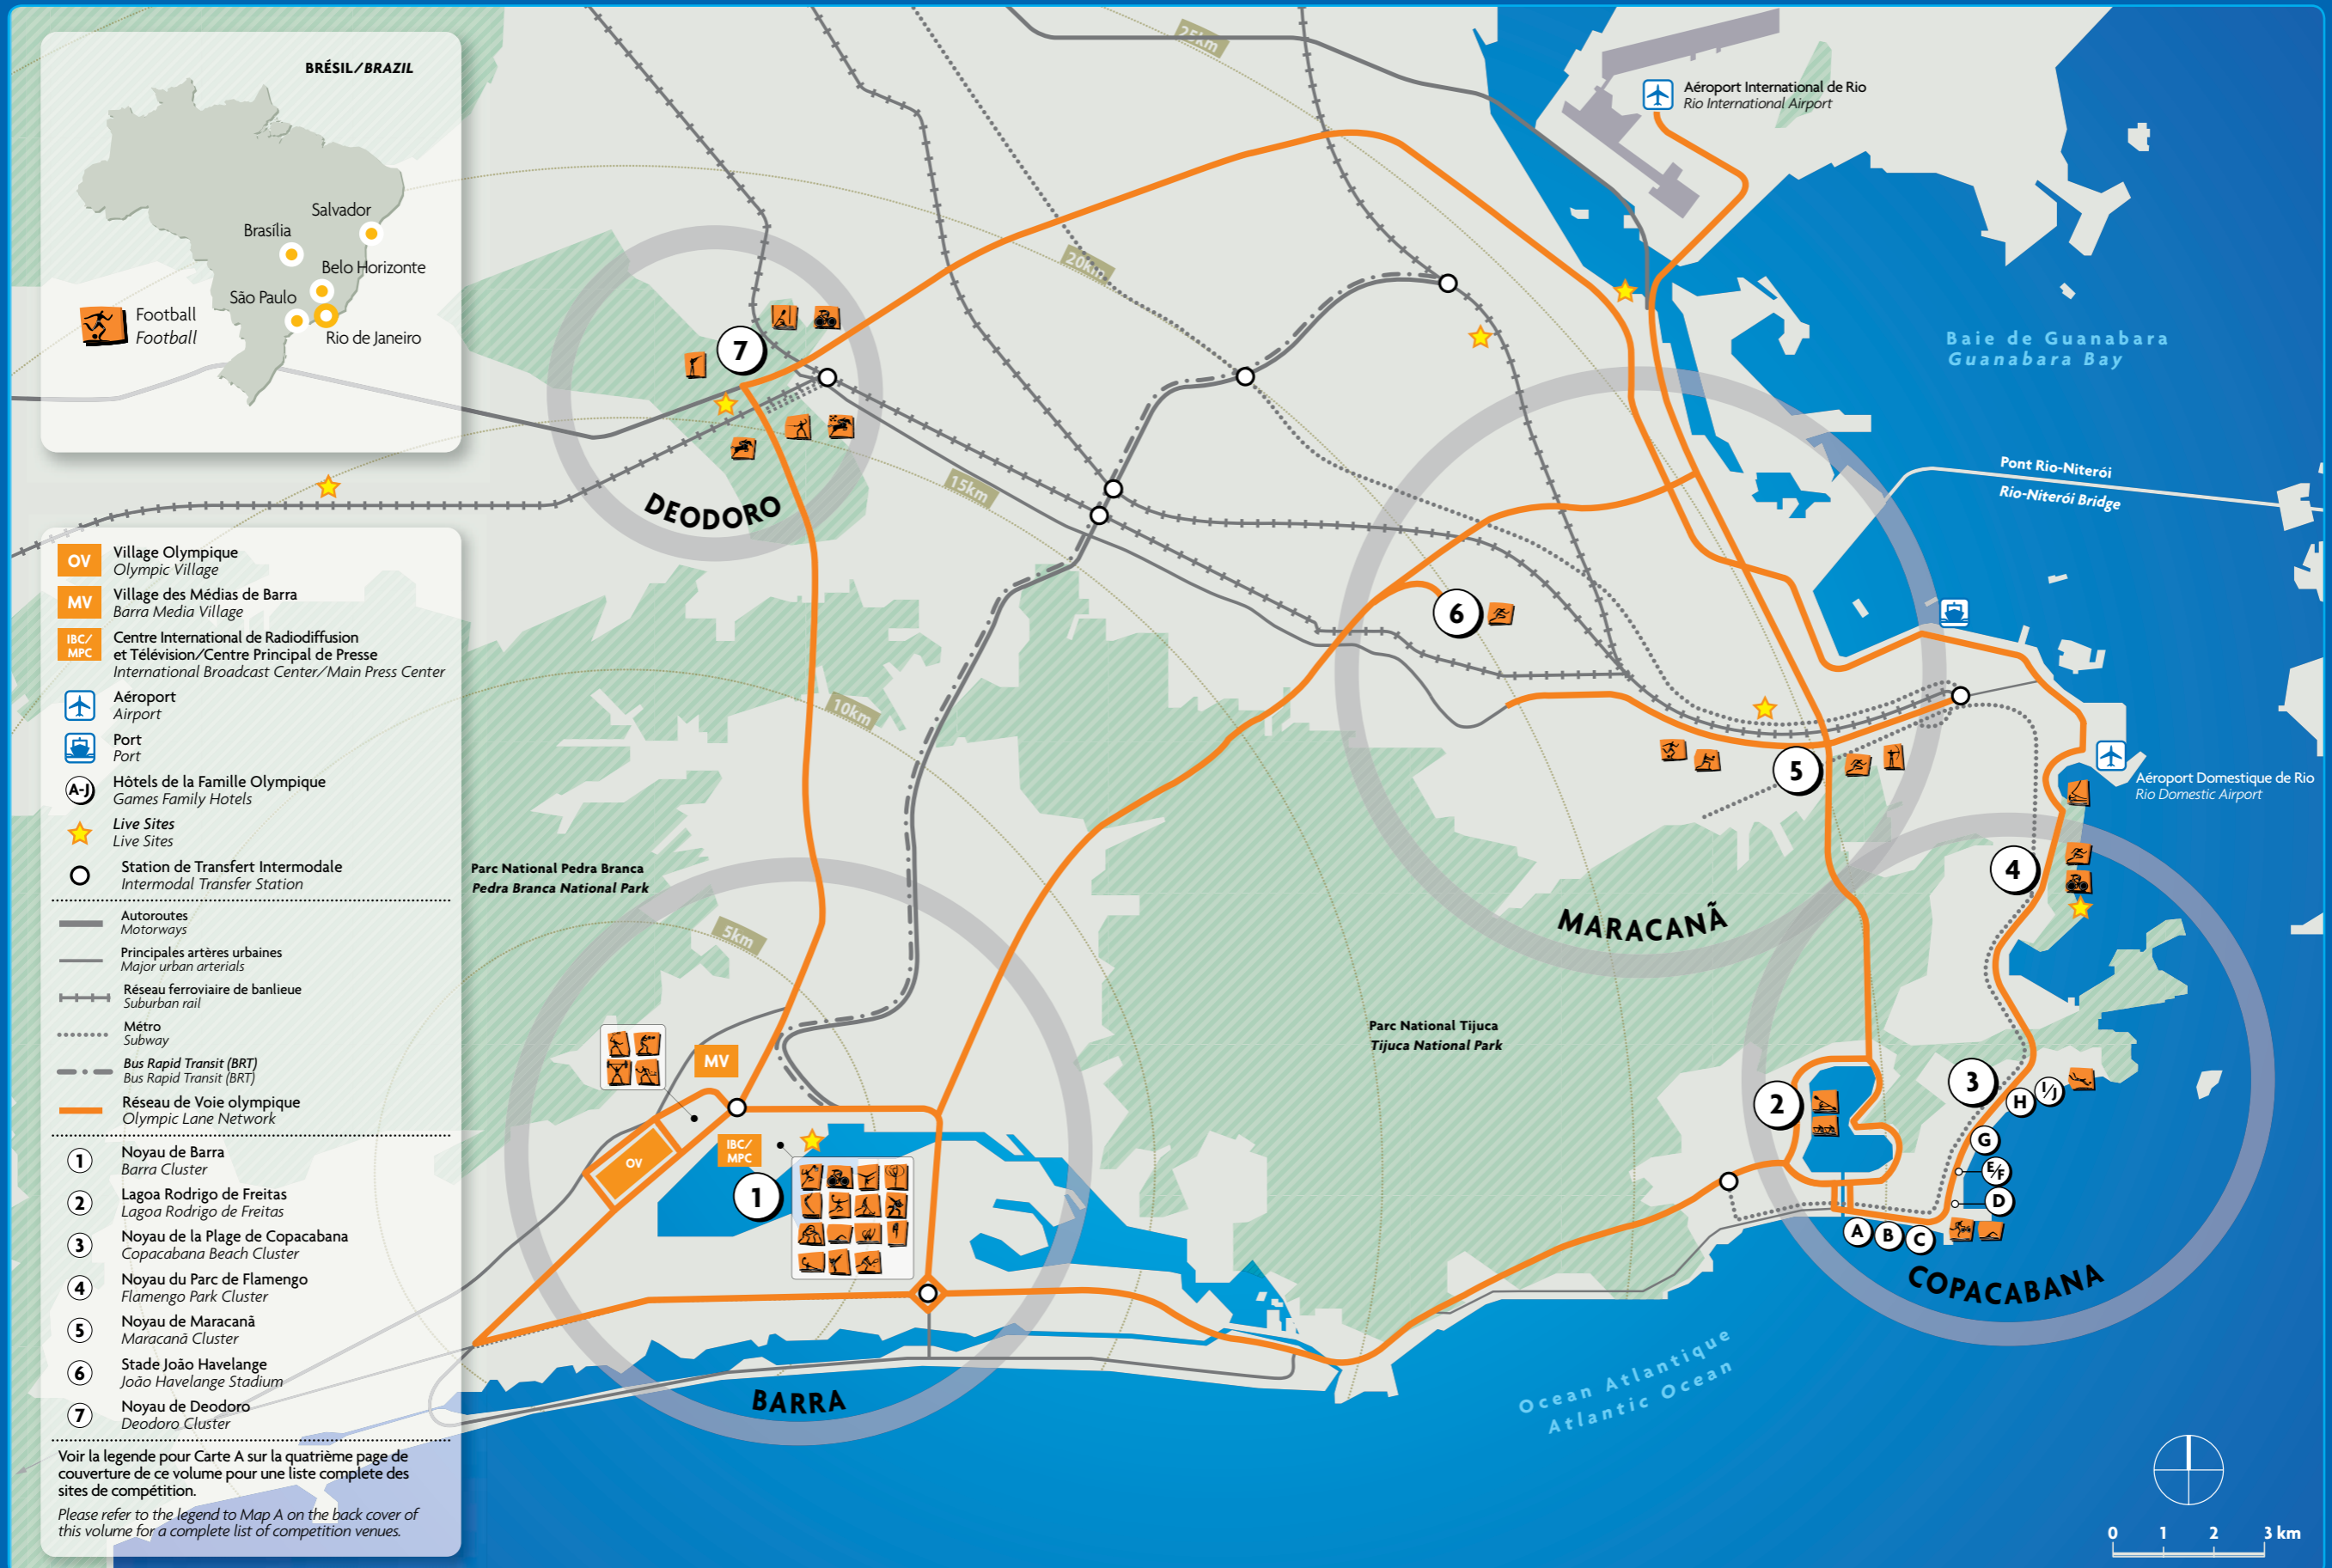 BRÉSIL/BRAZIL
Salvador
Brasília
Belo Horizonte
São Paulo
Rio de Janeiro
Football
Football
OV
Village Olympique
Olympic Village
MV
Village des Médias de Barra
Barra Media Village
IBC/
MPC
Centre International de Radiodiffusion
et Télévision/Centre Principal de Presse
International Broadcast Center/Main Press Center
Aéroport
Airport
Port
Port
A-J
Hôtels de la Famille Olympique
Games Family Hotels
Live Sites
Live Sites
Station de Transfert Intermodale
Intermodal Transfer Station
Autoroutes
Motorways
Principales artères urbaines
Major urban arterials
Réseau ferroviaire de banlieue
Suburban rail
Métro
Subway
Bus Rapid Transit (BRT)
Bus Rapid Transit (BRT)
Réseau de Voie olympique
Olympic Lane Network
1
Noyau de Barra
Barra Cluster
2
Lagoa Rodrigo de Freitas
Lagoa Rodrigo de Freitas
3
Noyau de la Plage de Copacabana
Copacabana Beach Cluster
4
Noyau du Parc de Flamengo
Flamengo Park Cluster
5
Noyau de Maracanã
Maracanã Cluster
6
Stade João Havelange
João Havelange Stadium
7
Noyau de Deodoro
Deodoro Cluster
Voir la legende pour Carte A sur la quatrième page de
couverture de ce volume pour une liste complete des
sites de compétition.
Please refer to the legend to Map A on the back cover of
this volume for a complete list of competition venues.
25km
Aéroport International de Rio
Rio International Airport
20km
Baie de Guanabara
Guanabara Bay
7
15km
Pont Rio-Niterói
Rio-Niterói Bridge
DEODORO
6
10km
5
Aéroport Domestique de Rio
Rio Domestic Airport
Parc National Pedra Branca
Pedra Branca National Park
4
MARACANÃ
5km
Parc National Tijuca
Tijuca National Park
MV
3
2
H
I/J
G
IBC/
MPC
OV
E/F
1
D
A
B
C
COPACABANA
BARRA
Ocean Atlantique
Atlantic Ocean
0 1 2 3 km